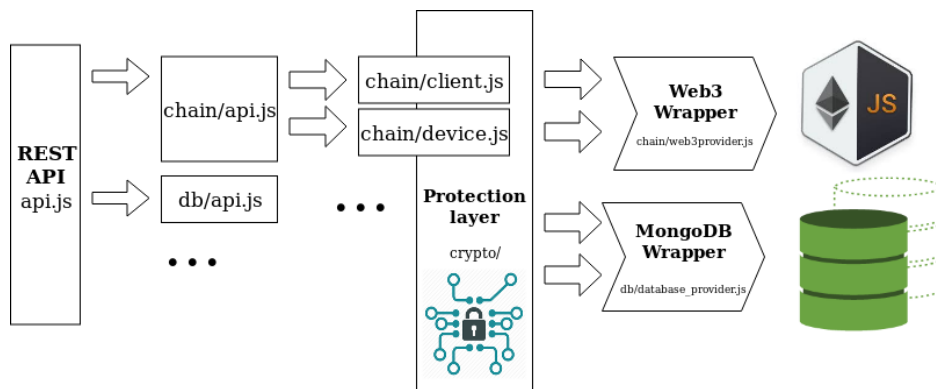 REST
API
api.js
chain/api.js
db/api.js
• • •
chain/client.js
chain/device.js
• • •
Protection
layer
crypto/
Web3
Wrapper
chain/web3provider.js
MongoDB
Wrapper
db/database_provider.js
JS